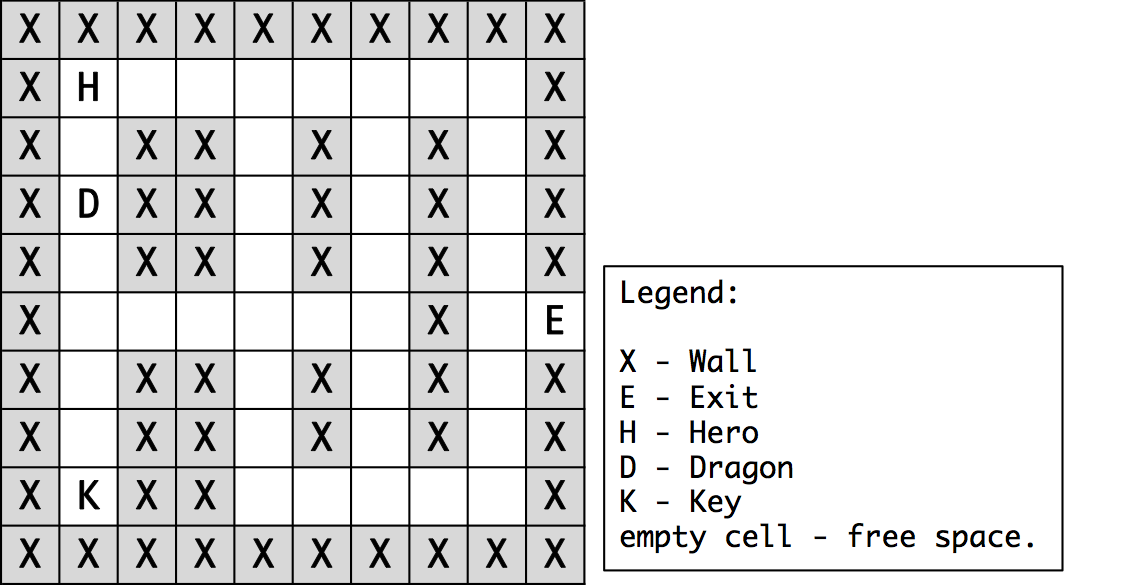 X X X X X X X X X X
X H X
X X X X X X
X D X X X X X
X X X X X X
X X E
X X X X X X
X X X X X X
X K X X X
X X X X X X X X X X
Legend:
X - Wall
E - Exit
H - Hero
D - Dragon
K - Key
empty cell - free space.